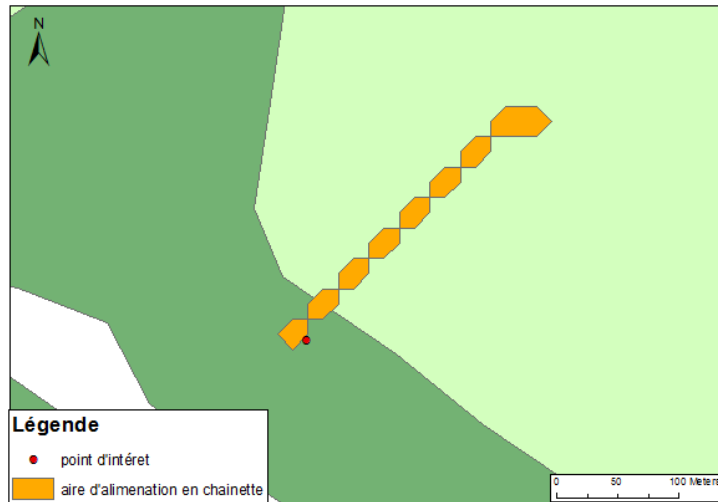 N
Légende
point d'intéret
aire d'alimenation en chainette
0 50 100 Meters